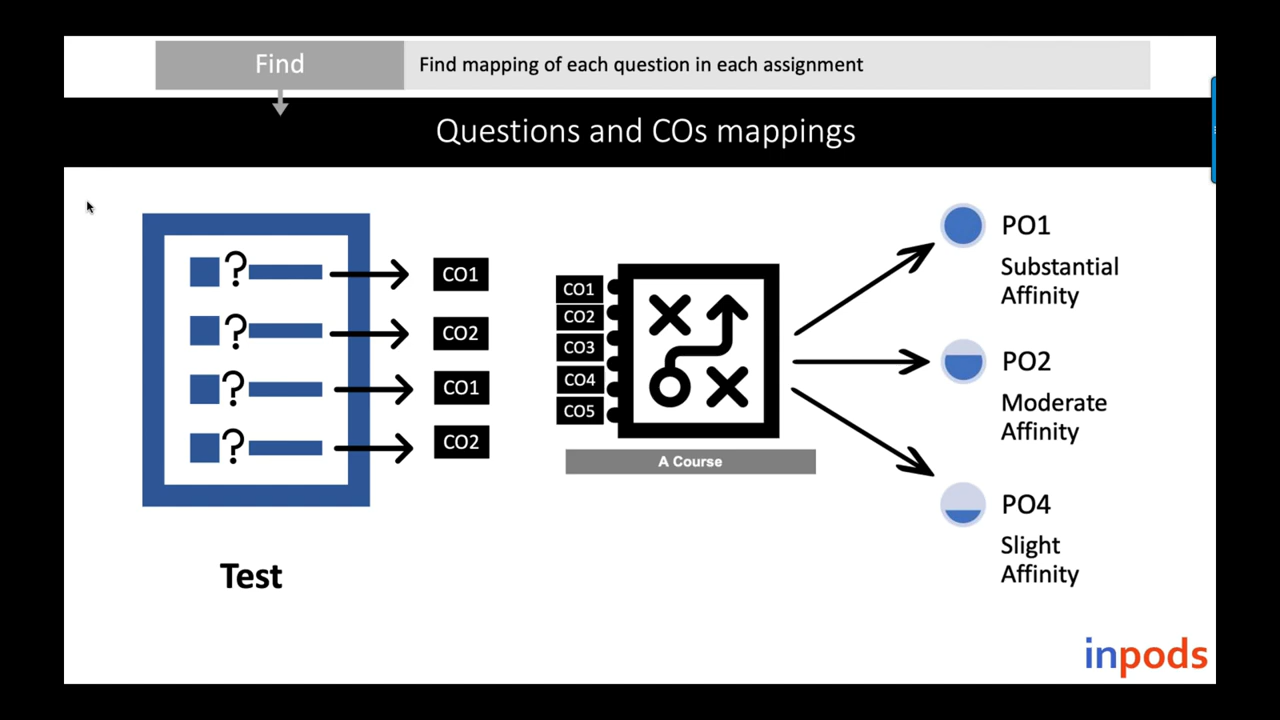 Find
Find mapping of each question in each assignment
Questions and COs mappings
? CO1
? CO2
? CO1
? CO2
Test
CO1
CO2
CO3
CO4
CO5
A Course
PO1
Substantial
Affinity
PO2
Moderate
Affinity
PO4
Slight
Affinity
inpods